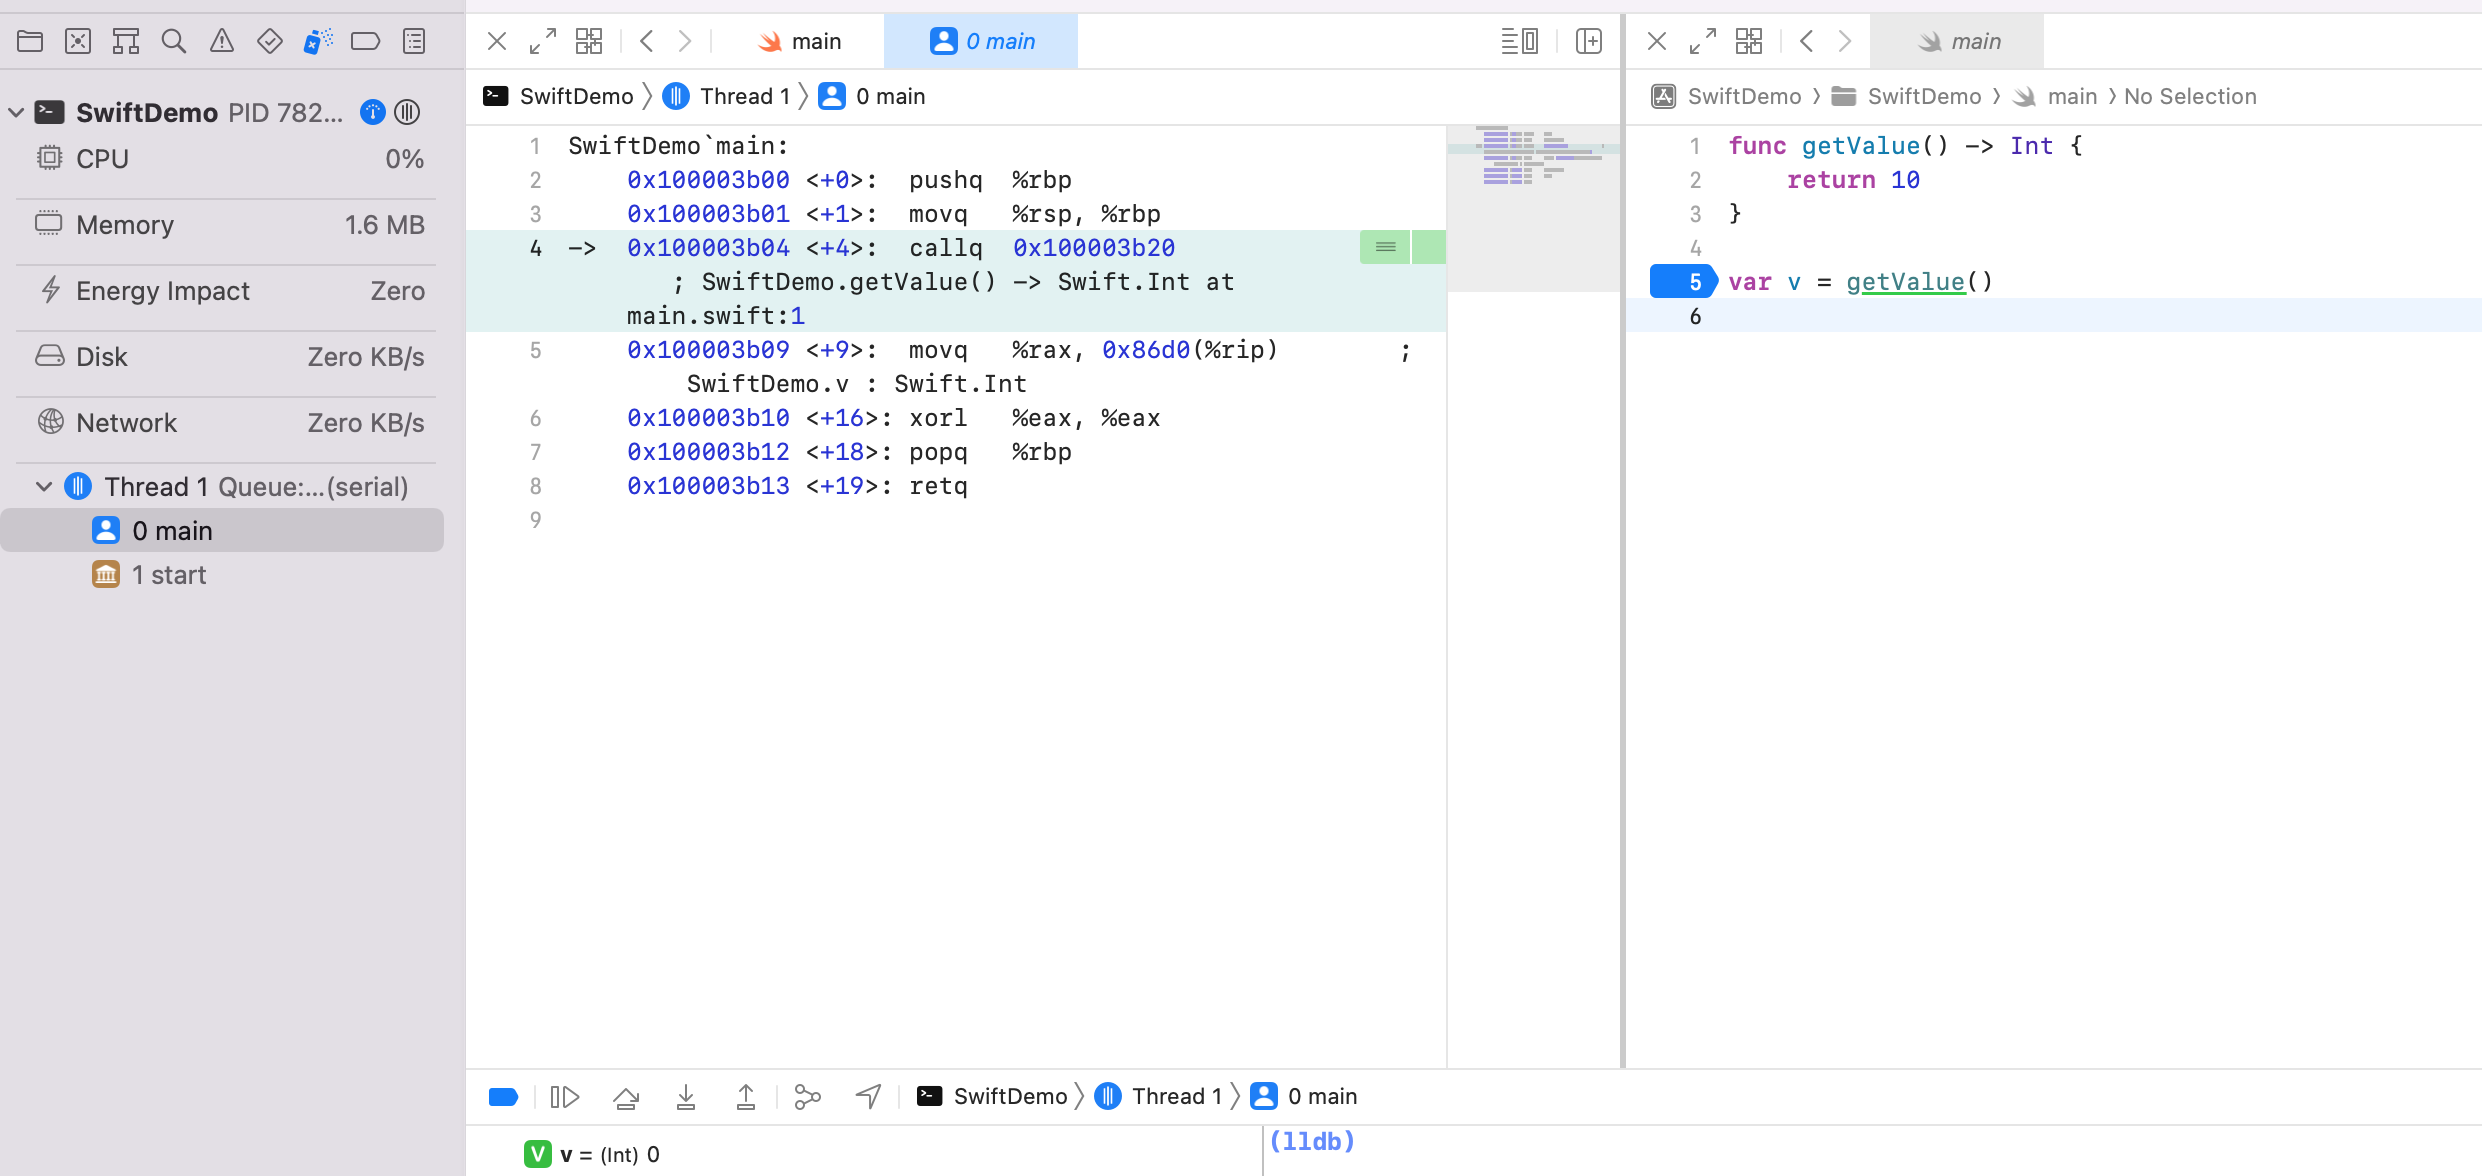 SwiftDemo PID 782...
CPU 0%
Memory 1.6 MB
Energy Impact Zero
Disk Zero KB/s
Network Zero KB/s
Thread 1 Queue:...(serial)
0 main
1 start
main
0 main
SwiftDemo Thread 1 0 main
1 SwiftDemo`main:
2 0x100003b00 <+0>: pushq %rbp
3 0x100003b01 <+1>: movq %rsp, %rbp
4 -> 0x100003b04 <+4>: callq 0x100003b20
; SwiftDemo.getValue() -> Swift.Int at
main.swift:1
5 0x100003b09 <+9>: movq %rax, 0x86d0(%rip) ;
SwiftDemo.v : Swift.Int
6 0x100003b10 <+16>: xorl %eax, %eax
7 0x100003b12 <+18>: popq %rbp
8 0x100003b13 <+19>: retq
9
main
SwiftDemo SwiftDemo main No Selection
1 func getValue() -> Int {
2 return 10
3 }
4
5 var v = getValue()
6
SwiftDemo Thread 1 0 main
V v = (Int) 0
(lldb)